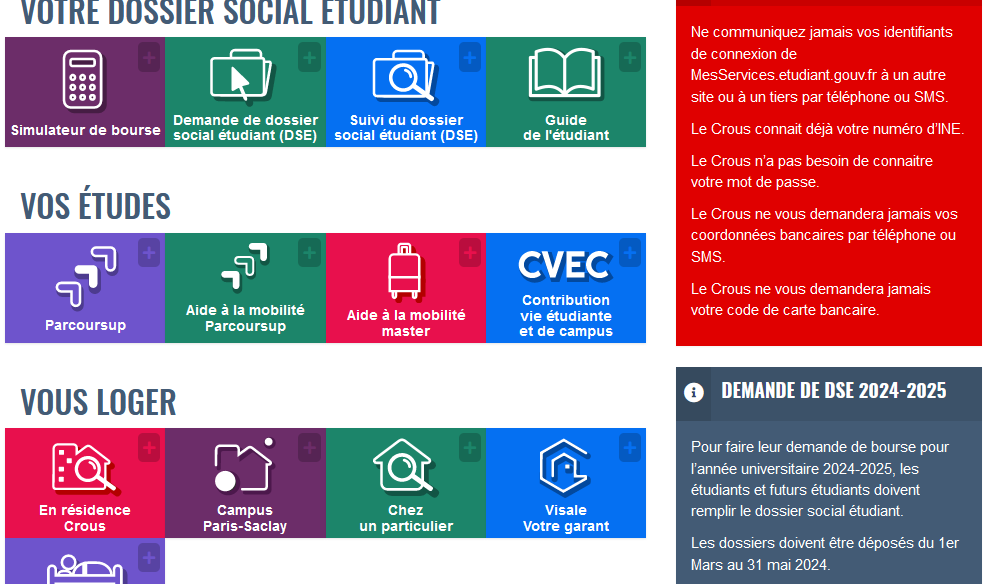 VOTRE DOSSIER SOCIAL ÉTUDIANT
Simulateur de bourse
Demande de dossier
social étudiant (DSE)
Suivi du dossier
social étudiant (DSE)
Guide
de l'étudiant
VOS ÉTUDES
Parcoursup
Aide à la mobilité
Parcoursup
Aide à la mobilité
master
CVEC
Contribution
vie étudiante
et de campus
VOUS LOGER
En résidence
Crous
Campus
Paris-Saclay
Chez
un particulier
Visale
Votre garant
Ne communiquez jamais vos identifiants
de connexion de
MesServices.etudiant.gouv.fr à un autre
site ou à un tiers par téléphone ou SMS.
Le Crous connait déjà votre numéro d'INE.
Le Crous n'a pas besoin de connaitre
votre mot de passe.
Le Crous ne vous demandera jamais vos
coordonnées bancaires par téléphone ou
SMS.
Le Crous ne vous demandera jamais
votre code de carte bancaire.
DEMANDE DE DSE 2024-2025
Pour faire leur demande de bourse pour
l'année universitaire 2024-2025, les
étudiants et futurs étudiants doivent
remplir le dossier social étudiant.
Les dossiers doivent être déposés du 1er
Mars au 31 mai 2024.